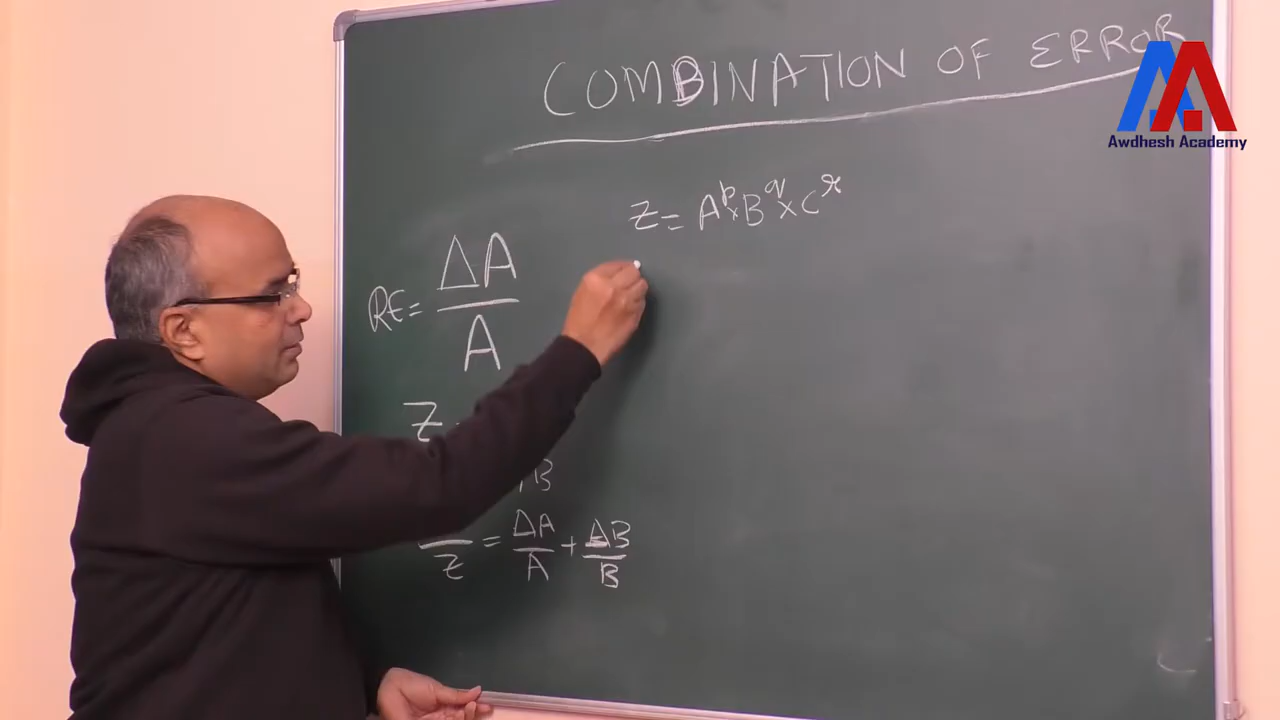 COMBINATION OF ERROR
Awdhesh Academy
Z = A^p × B^q × C^r
RE = ΔA / A
Z
B
/ Z = ΔA / A + ΔB / B